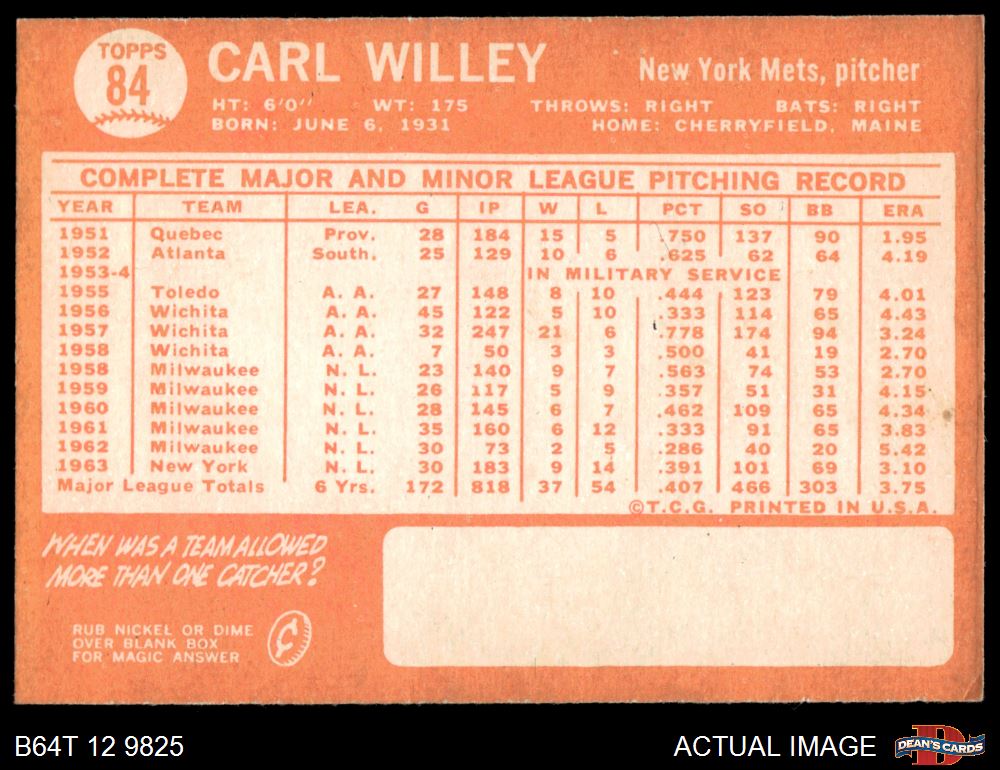 TOPPS
84
CARL WILLEY
New York Mets, pitcher
HT: 6'0" WT: 175 THROWS: RIGHT BATS: RIGHT
BORN: JUNE 6, 1931 HOME: CHERRYFIELD, MAINE
COMPLETE MAJOR AND MINOR LEAGUE PITCHING RECORD
YEAR TEAM LEA. G IP W L PCT SO BB ERA
1951 Quebec Prov. 28 184 15 5 .750 137 90 1.95
1952 Atlanta South. 25 129 10 6 .625 62 64 4.19
1953-4 IN MILITARY SERVICE
1955 Toledo A. A. 27 148 8 10 .444 123 79 4.01
1956 Wichita A. A. 45 122 5 10 .333 114 65 4.43
1957 Wichita A. A. 32 247 21 6 .778 174 94 3.24
1958 Wichita A. A. 7 50 3 3 .500 41 19 2.70
1958 Milwaukee N. L. 23 140 9 7 .563 74 53 2.70
1959 Milwaukee N. L. 26 117 5 9 .357 51 31 4.15
1960 Milwaukee N. L. 28 145 6 7 .462 109 65 4.34
1961 Milwaukee N. L. 35 160 6 12 .333 91 65 3.83
1962 Milwaukee N. L. 30 73 2 5 .286 40 20 5.42
1963 New York N. L. 30 183 9 14 .391 101 69 3.10
Major League Totals 6 Yrs. 172 818 37 54 .407 466 303 3.75
©T.C.G. PRINTED IN U.S.A.
WHEN WAS A TEAM ALLOWED
MORE THAN ONE CATCHER?
RUB NICKEL OR DIME
OVER BLANK BOX
FOR MAGIC ANSWER
¢
B64T 12 9825
ACTUAL IMAGE
D
DEAN'S CARDS